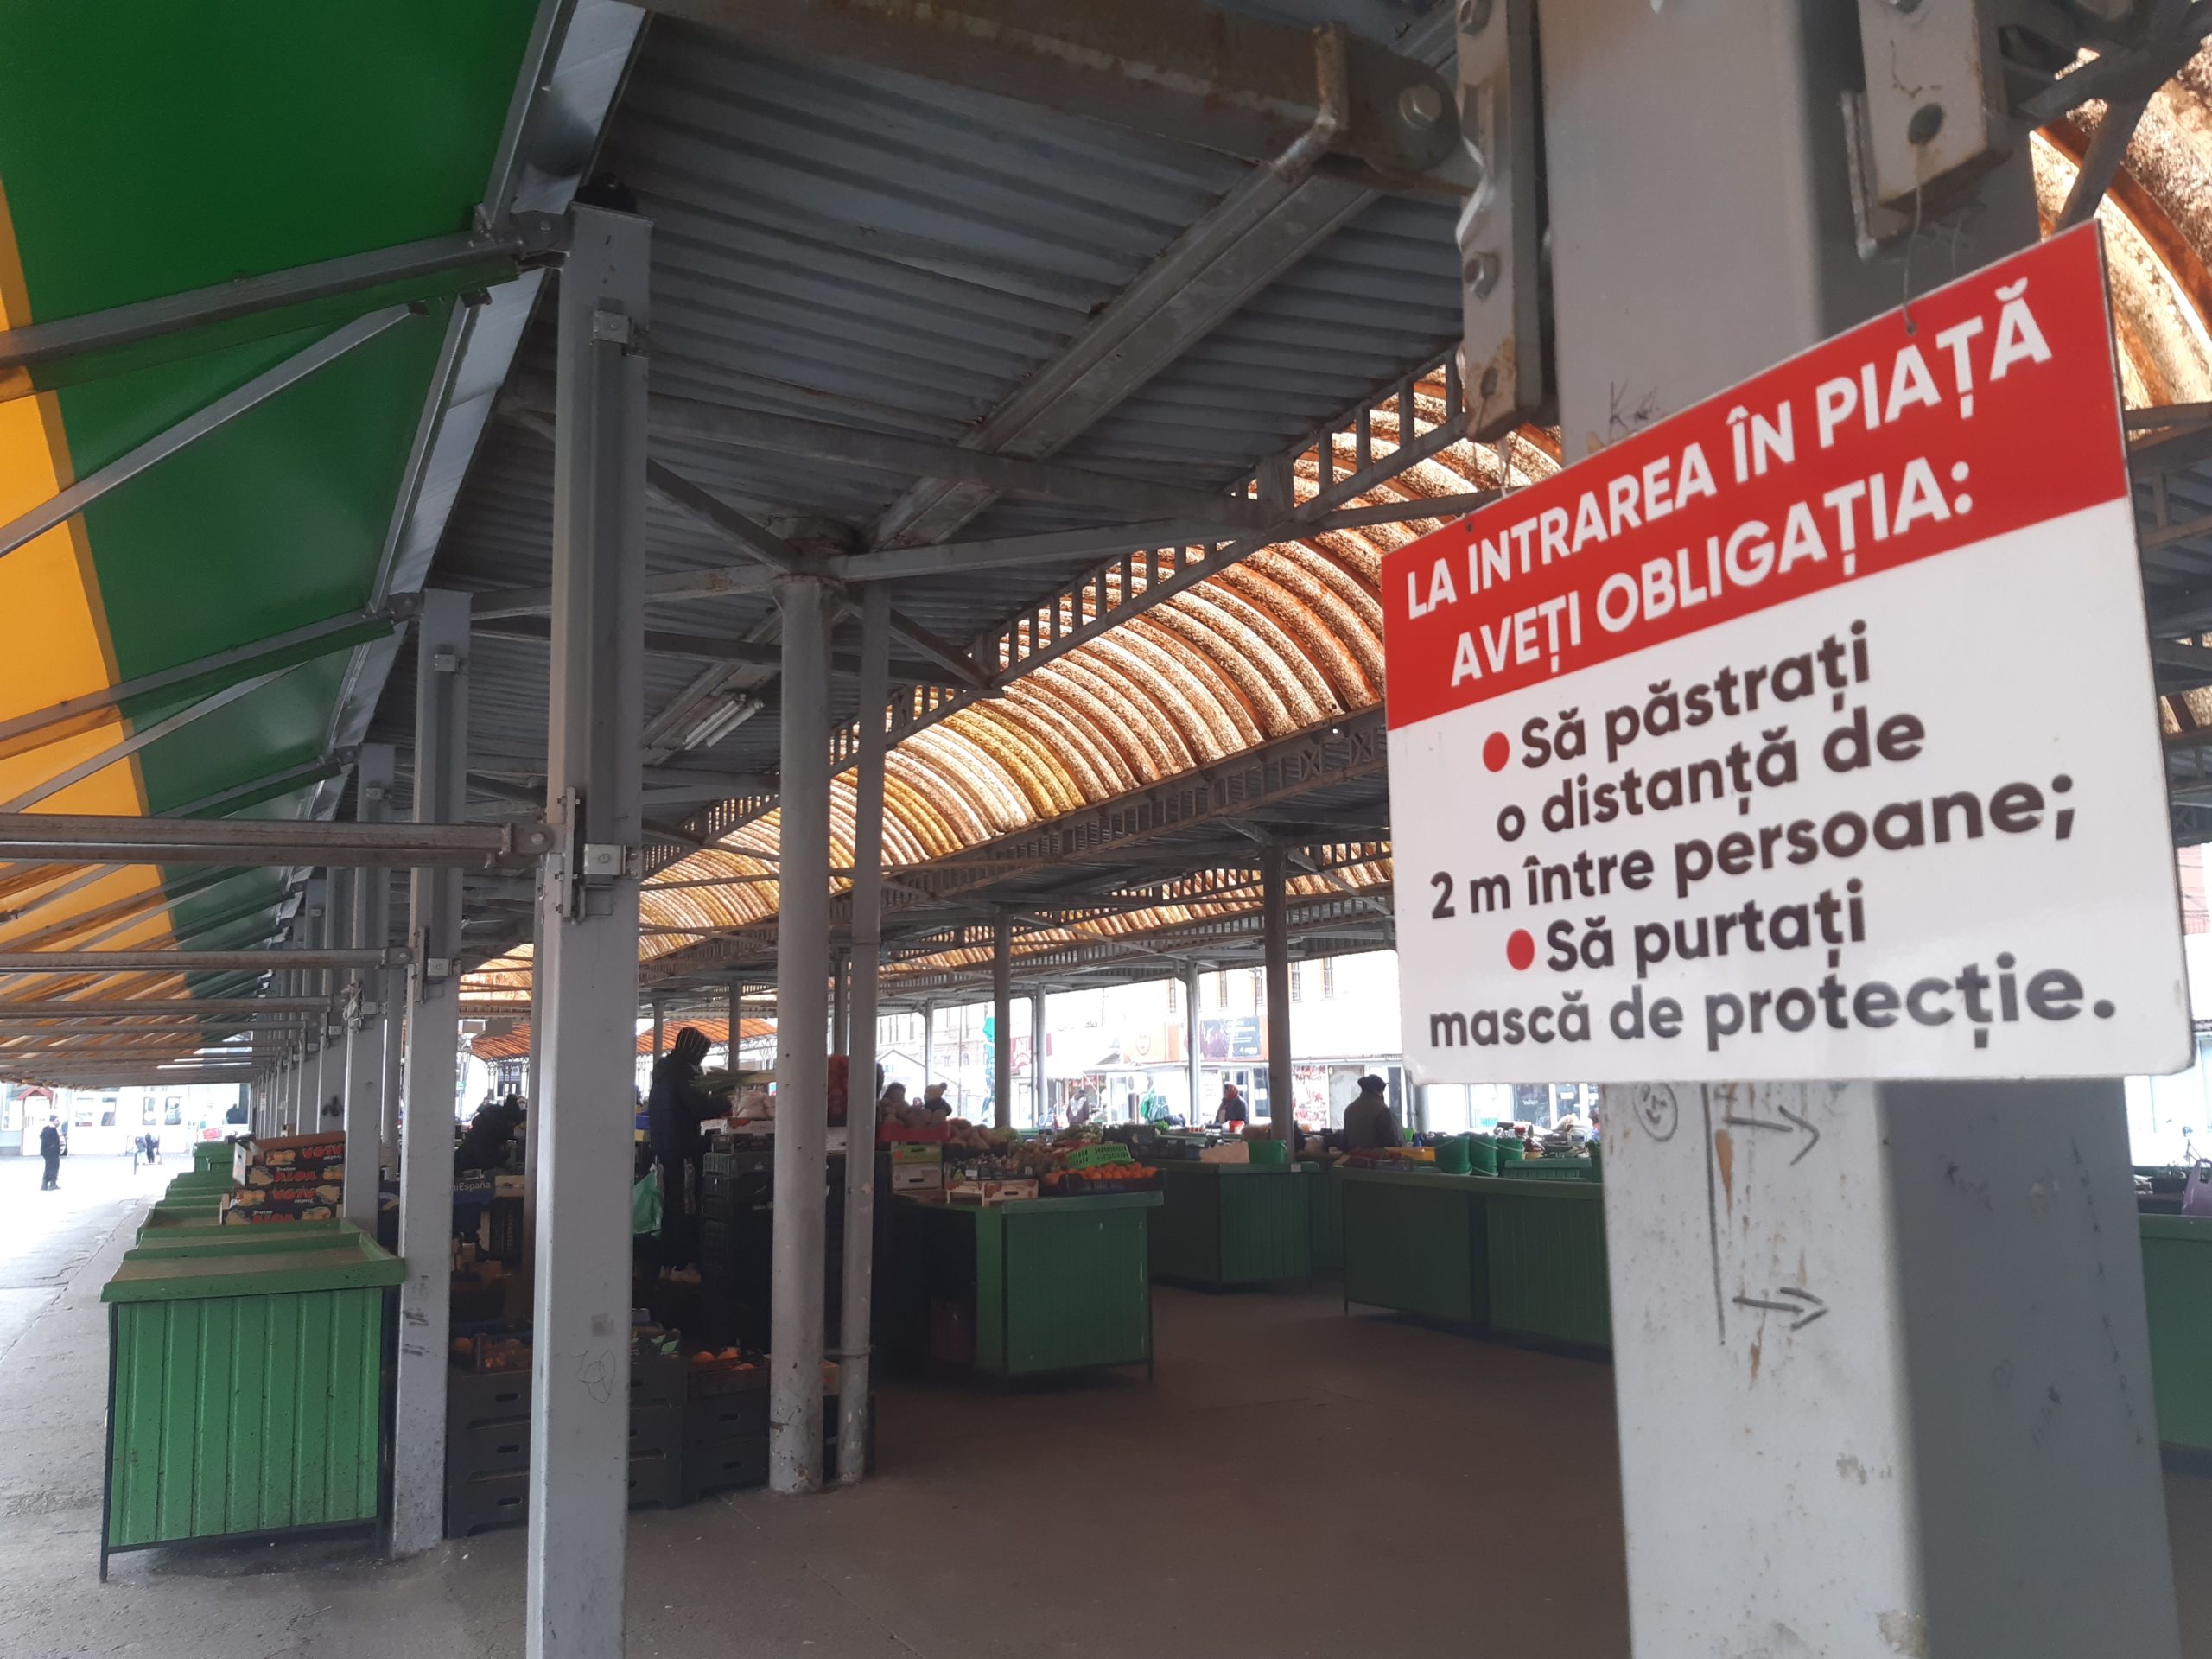 LA INTRAREA ÎN PIAȚĂ
AVEȚI OBLIGAȚIA:
• Să păstrați
o distanță de
2 m între persoane;
• Să purtați
mască de protecție.